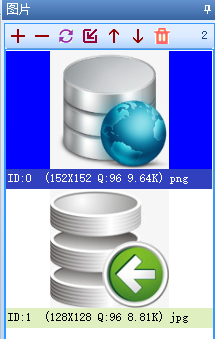 图片
2
ID:0 (152X152 Q:96 9.64K) png
ID:1 (128X128 Q:96 8.81K) jpg